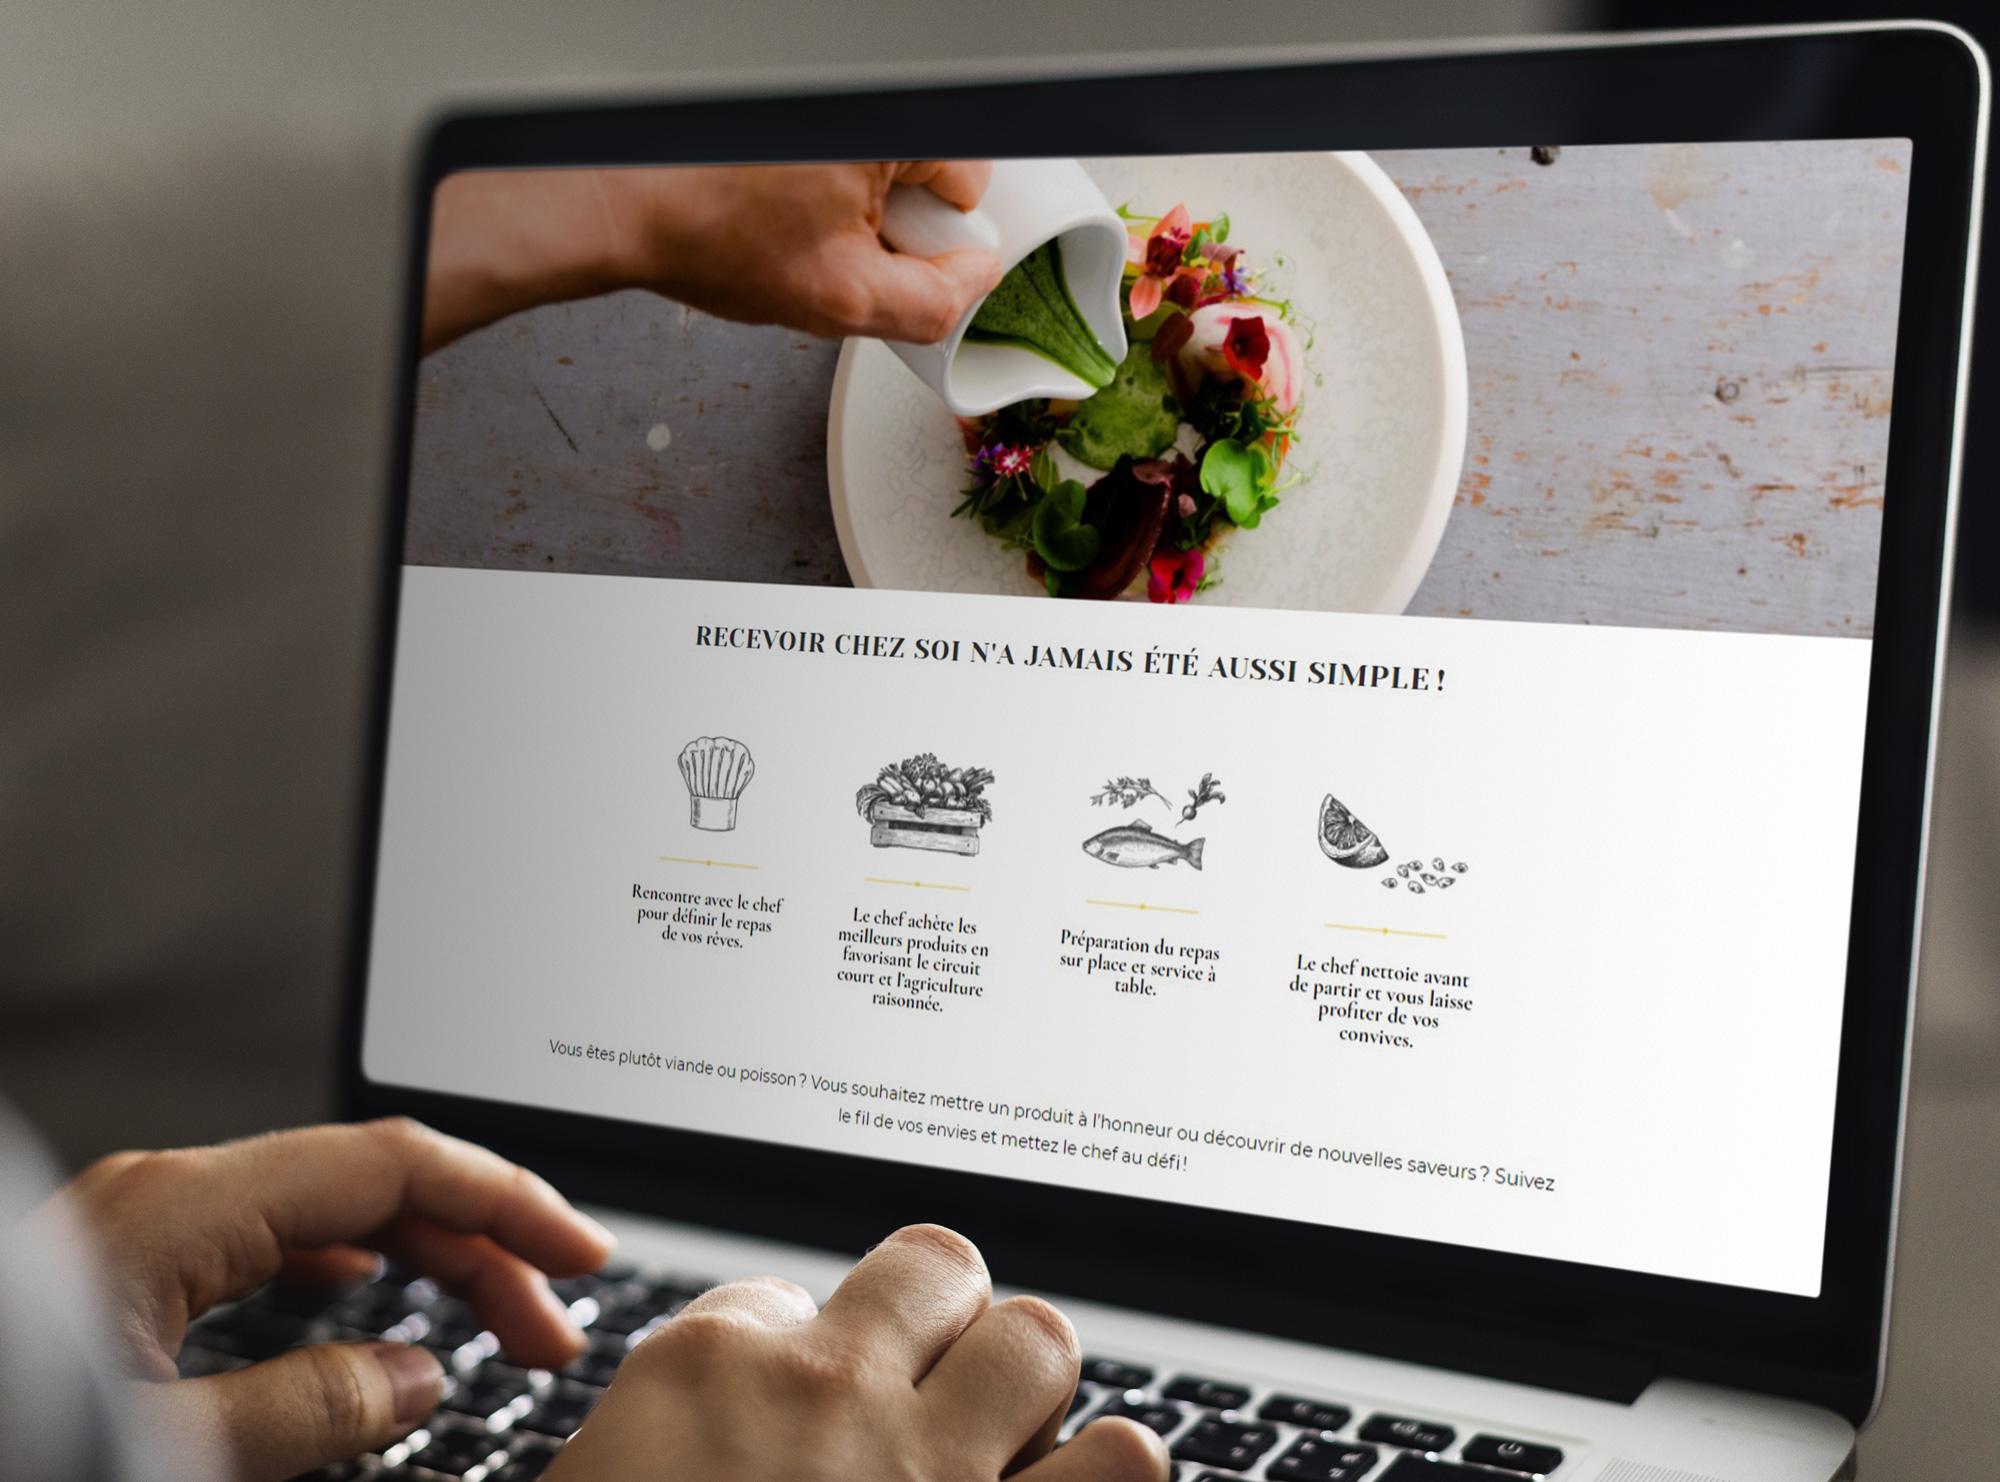 RECEVOIR CHEZ SOI N'A JAMAIS ÉTÉ AUSSI SIMPLE !
Rencontre avec le chef
pour définir le repas
de vos rêves.
Le chef achète les
meilleurs produits en
favorisant le circuit
court et l'agriculture
raisonnée.
Préparation du repas
sur place et service à
table.
Le chef nettoie avant
de partir et vous laisse
profiter de vos
convives.
Vous êtes plutôt viande ou poisson ? Vous souhaitez mettre un produit à l'honneur ou découvrir de nouvelles saveurs ? Suivez
le fil de vos envies et mettez le chef au défi !